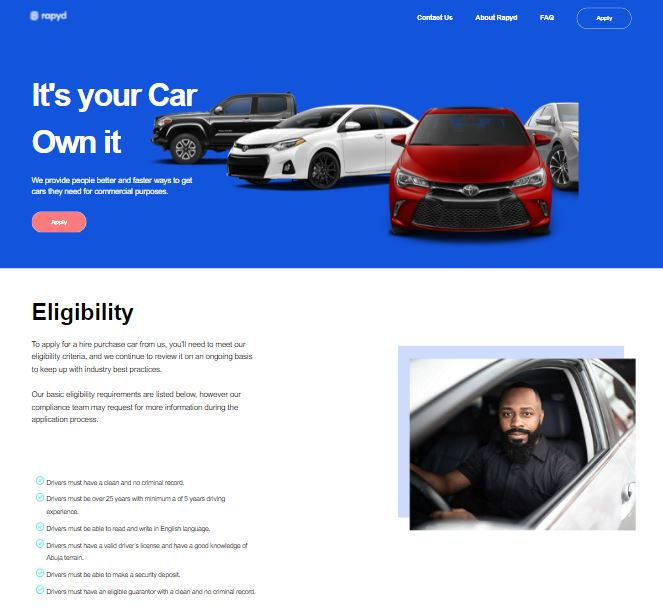 rapyd
Contact Us
About Rapyd
FAQ
Apply
It's your Car
Own it
We provide people better and faster ways to get
cars they need for commercial purposes.
Apply
Eligibility
To apply for a hire purchase car from us, you'll need to meet our
eligibility criteria, and we continue to review it on an ongoing basis
to keep up with industry best practices.
Our basic eligibility requirements are listed below, however our
compliance team may request for more information during the
application process.
Drivers must have a clean and no criminal record.
Drivers must be over 25 years with minimum a of 5 years driving
experience.
Drivers must be able to read and write in English language.
Drivers must have a valid driver's license and have a good knowledge of
Abuja terrain.
Drivers must be able to make a security deposit.
Drivers must have an eligible guarantor with a clean and no criminal record.